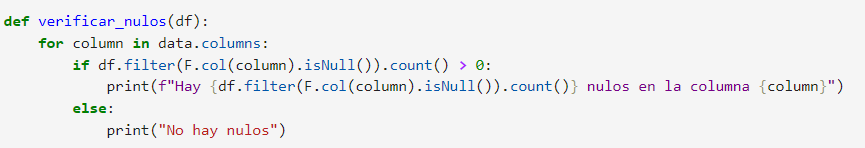 def verificar_nulos(df):
    for column in data.columns:
        if df.filter(F.col(column).isNull()).count() > 0:
            print(f"Hay {df.filter(F.col(column).isNull()).count()} nulos en la columna {column}")
        else:
            print("No hay nulos")